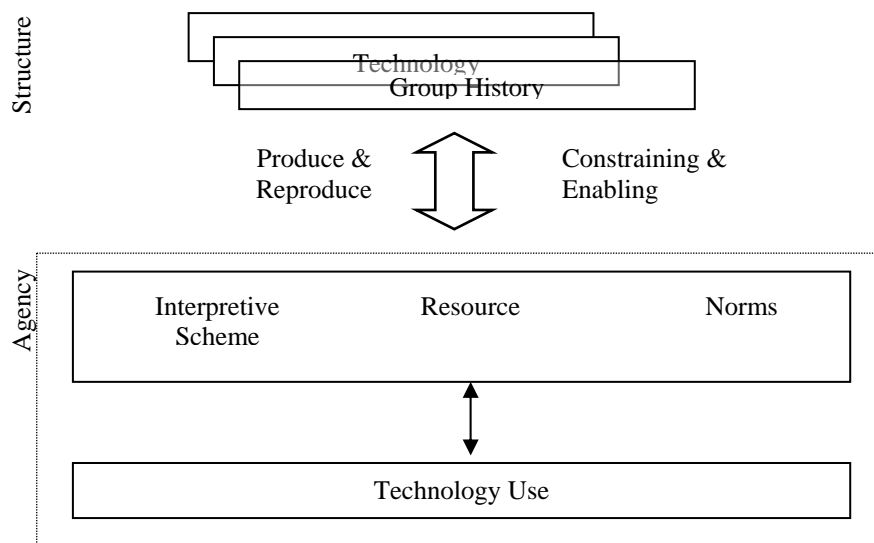 Structure
Technology
Group History
Produce &
Reproduce
Constraining &
Enabling
Agency
Interpretive
Scheme
Resource
Norms
Technology Use